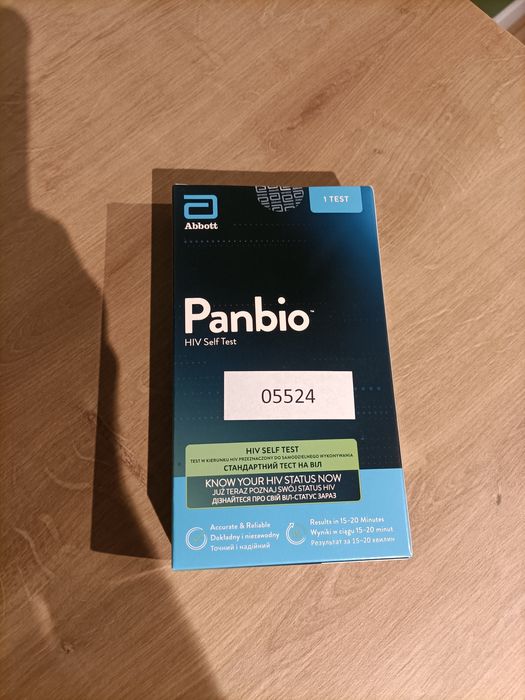 1 TEST
Abbott
Panbio™
HIV Self Test
05524
HIV SELF TEST
TEST W KIERUNKU HIV PRZEZNACZONY DO SAMODZIELNEGO WYKONYWANIA
СТАНДАРТНИЙ ТЕСТ НА ВІЛ
KNOW YOUR HIV STATUS NOW
JUŻ TERAZ POZNAJ SWÓJ STATUS HIV
ДІЗНАЙТЕСЯ ПРО СВІЙ ВІЛ-СТАТУС ЗАРАЗ
Accurate & Reliable
Dokładny i niezawodny
Точний і надійний
Results in 15-20 Minutes
Wyniki w ciągu 15-20 minut
Результат за 15-20 хвилин